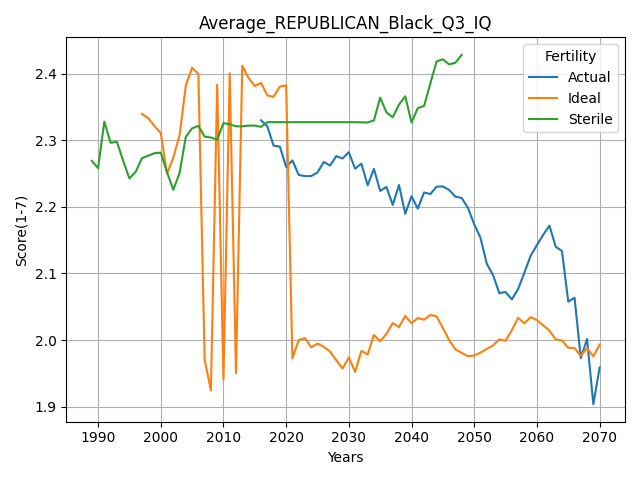 Average_REPUBLICAN_Black_Q3_IQ
Fertility
Actual
Ideal
Sterile
Score(1-7)
2.4
2.3
2.2
2.1
2.0
1.9
1990 2000 2010 2020 2030 2040 2050 2060 2070
Years